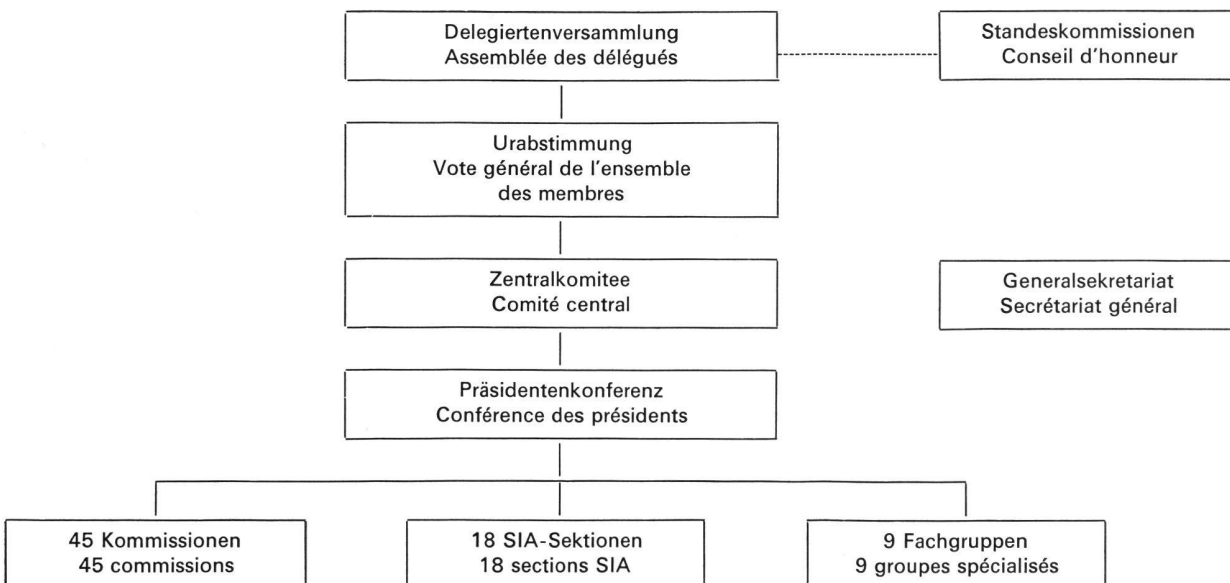 Delegiertenversammlung
Assemblée des délégués
Standeskommissionen
Conseil d'honneur
Urabstimmung
Vote général de l'ensemble
des membres
Zentralkomitee
Comité central
Generalsekretariat
Secrétariat général
Präsidentenkonferenz
Conférence des présidents
45 Kommissionen
45 commissions
18 SIA-Sektionen
18 sections SIA
9 Fachgruppen
9 groupes spécialisés